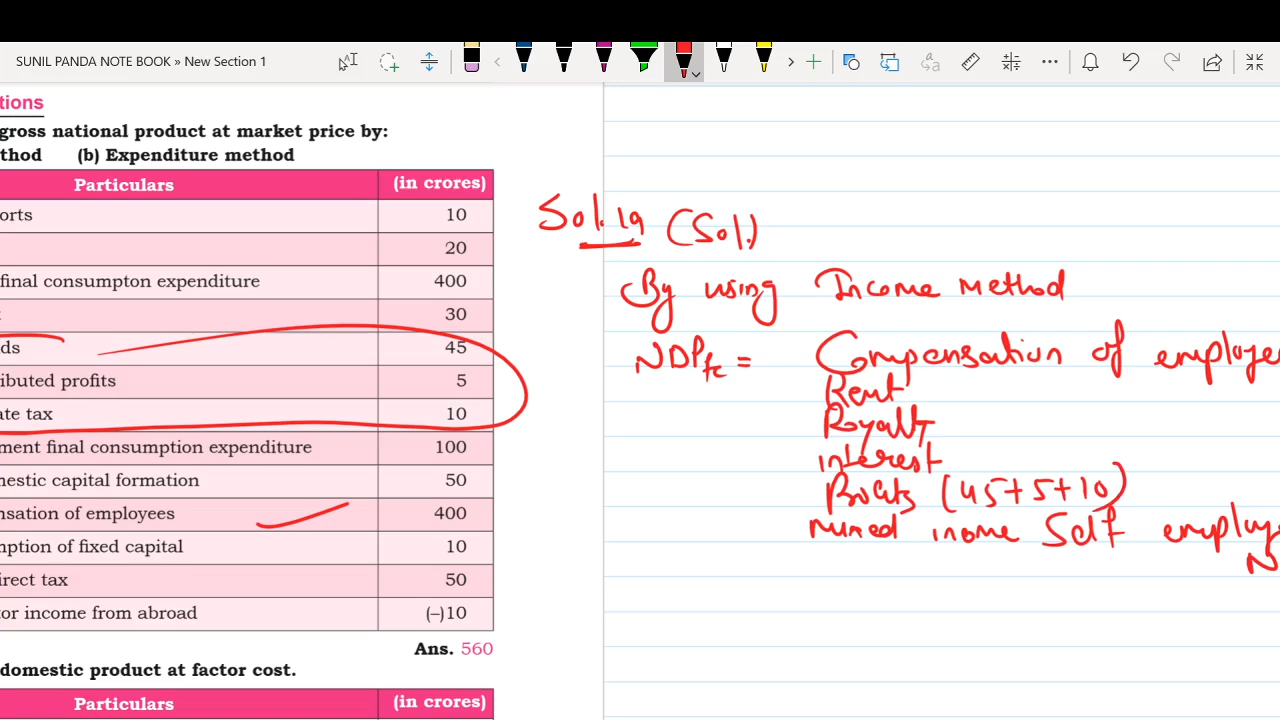 SUNIL PANDA NOTE BOOK » New Section 1
tions
gross national product at market price by:
thod (b) Expenditure method
Particulars (in crores)
orts 10
20
final consumpton expenditure 400
30
ds 45
ibuted profits 5
ate tax 10
ment final consumption expenditure 100
mestic capital formation 50
nsation of employees 400
mption of fixed capital 10
irect tax 50
tor income from abroad (–)10
Ans. 560
domestic product at factor cost.
Particulars (in crores)
Sol. 19 (Sol.)
By using Income Method
NDPfc = Compensation of employe
Rent
Royalty
interest
Profits (45+5+10)
mixed income Self employe
N